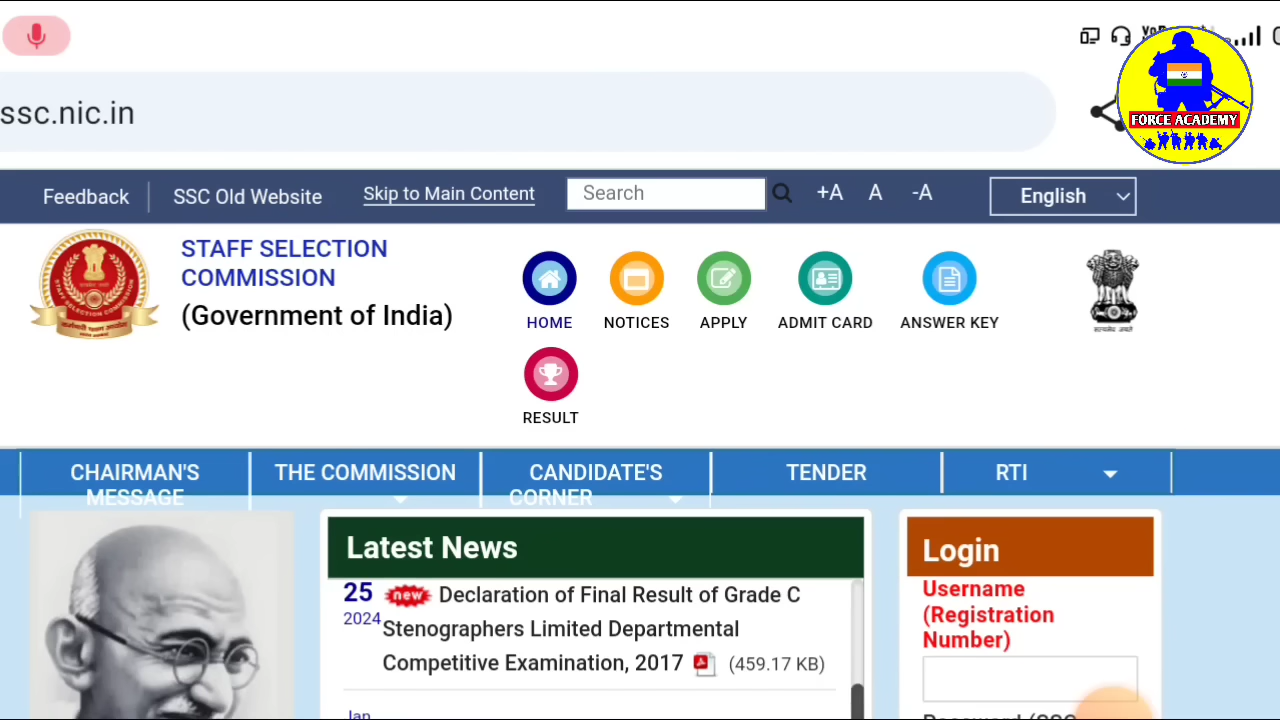 ssc.nic.in
FORCE ACADEMY
Feedback
SSC Old Website
Skip to Main Content
Search
+A
A
-A
English
STAFF SELECTION
COMMISSION
(Government of India)
HOME
NOTICES
APPLY
ADMIT CARD
ANSWER KEY
RESULT
CHAIRMAN'S
MESSAGE
THE COMMISSION
CANDIDATE'S
CORNER
TENDER
RTI
Latest News
25
2024
new
Declaration of Final Result of Grade C
Stenographers Limited Departmental
Competitive Examination, 2017
(459.17 KB)
Jan
Login
Username
(Registration
Number)